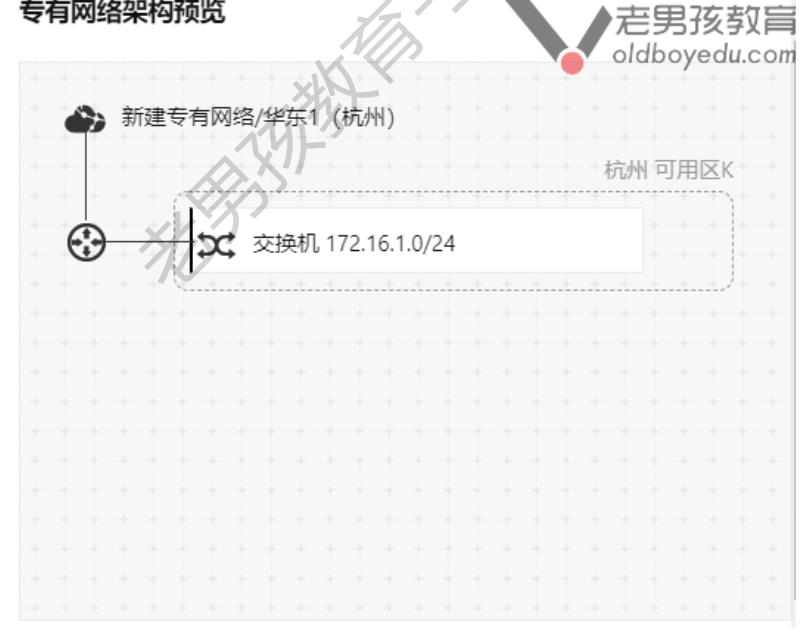 专有网络架构预览
老男孩教育
oldboyedu.com
新建专有网络/华东1（杭州）
杭州 可用区K
交换机 172.16.1.0/24
老男孩教育